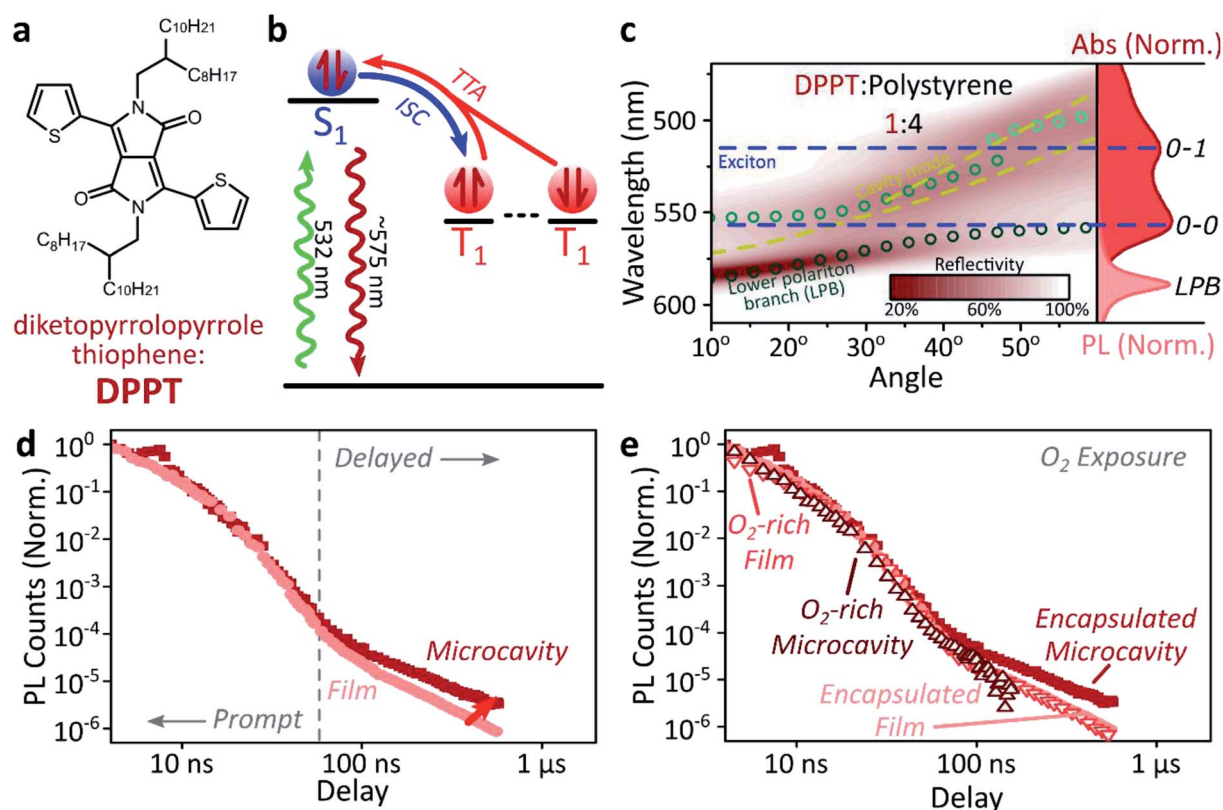 a
C10H21
C8H17
N
O
S
S
O
N
C8H17
C10H21
diketopyrrolopyrrole
thiophene:
DPPT
b
S1
ISC
TTA
T1
T1
532 nm
~575 nm
c
Abs (Norm.)
DPPT:Polystyrene
1:4
Exciton
Cavity mode
Lower polariton
branch (LPB)
Reflectivity
20% 60% 100%
0-1
0-0
LPB
PL (Norm.)
Wavelength (nm)
500
550
600
10° 20° 30° 40° 50°
Angle
d
PL Counts (Norm.)
10^0
10^-1
10^-2
10^-3
10^-4
10^-5
10^-6
Delayed
Prompt
Microcavity
Film
10 ns 100 ns 1 µs
Delay
e
PL Counts (Norm.)
10^0
10^-1
10^-2
10^-3
10^-4
10^-5
10^-6
O2 Exposure
O2-rich
Film
O2-rich
Microcavity
Encapsulated
Microcavity
Encapsulated
Film
10 ns 100 ns 1 µs
Delay